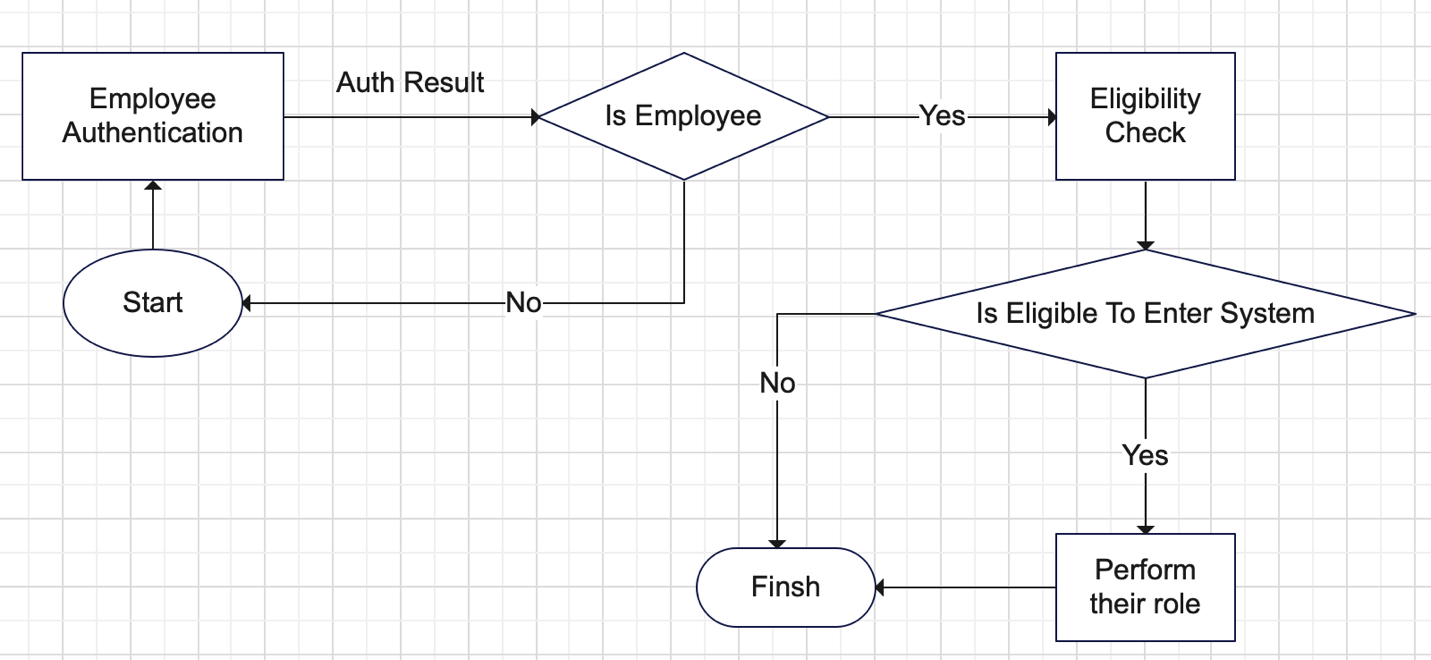 Employee
Authentication
Auth Result
Is Employee
Yes
Eligibility
Check
Start
No
Is Eligible To Enter System
No
Yes
Finsh
Perform
their role